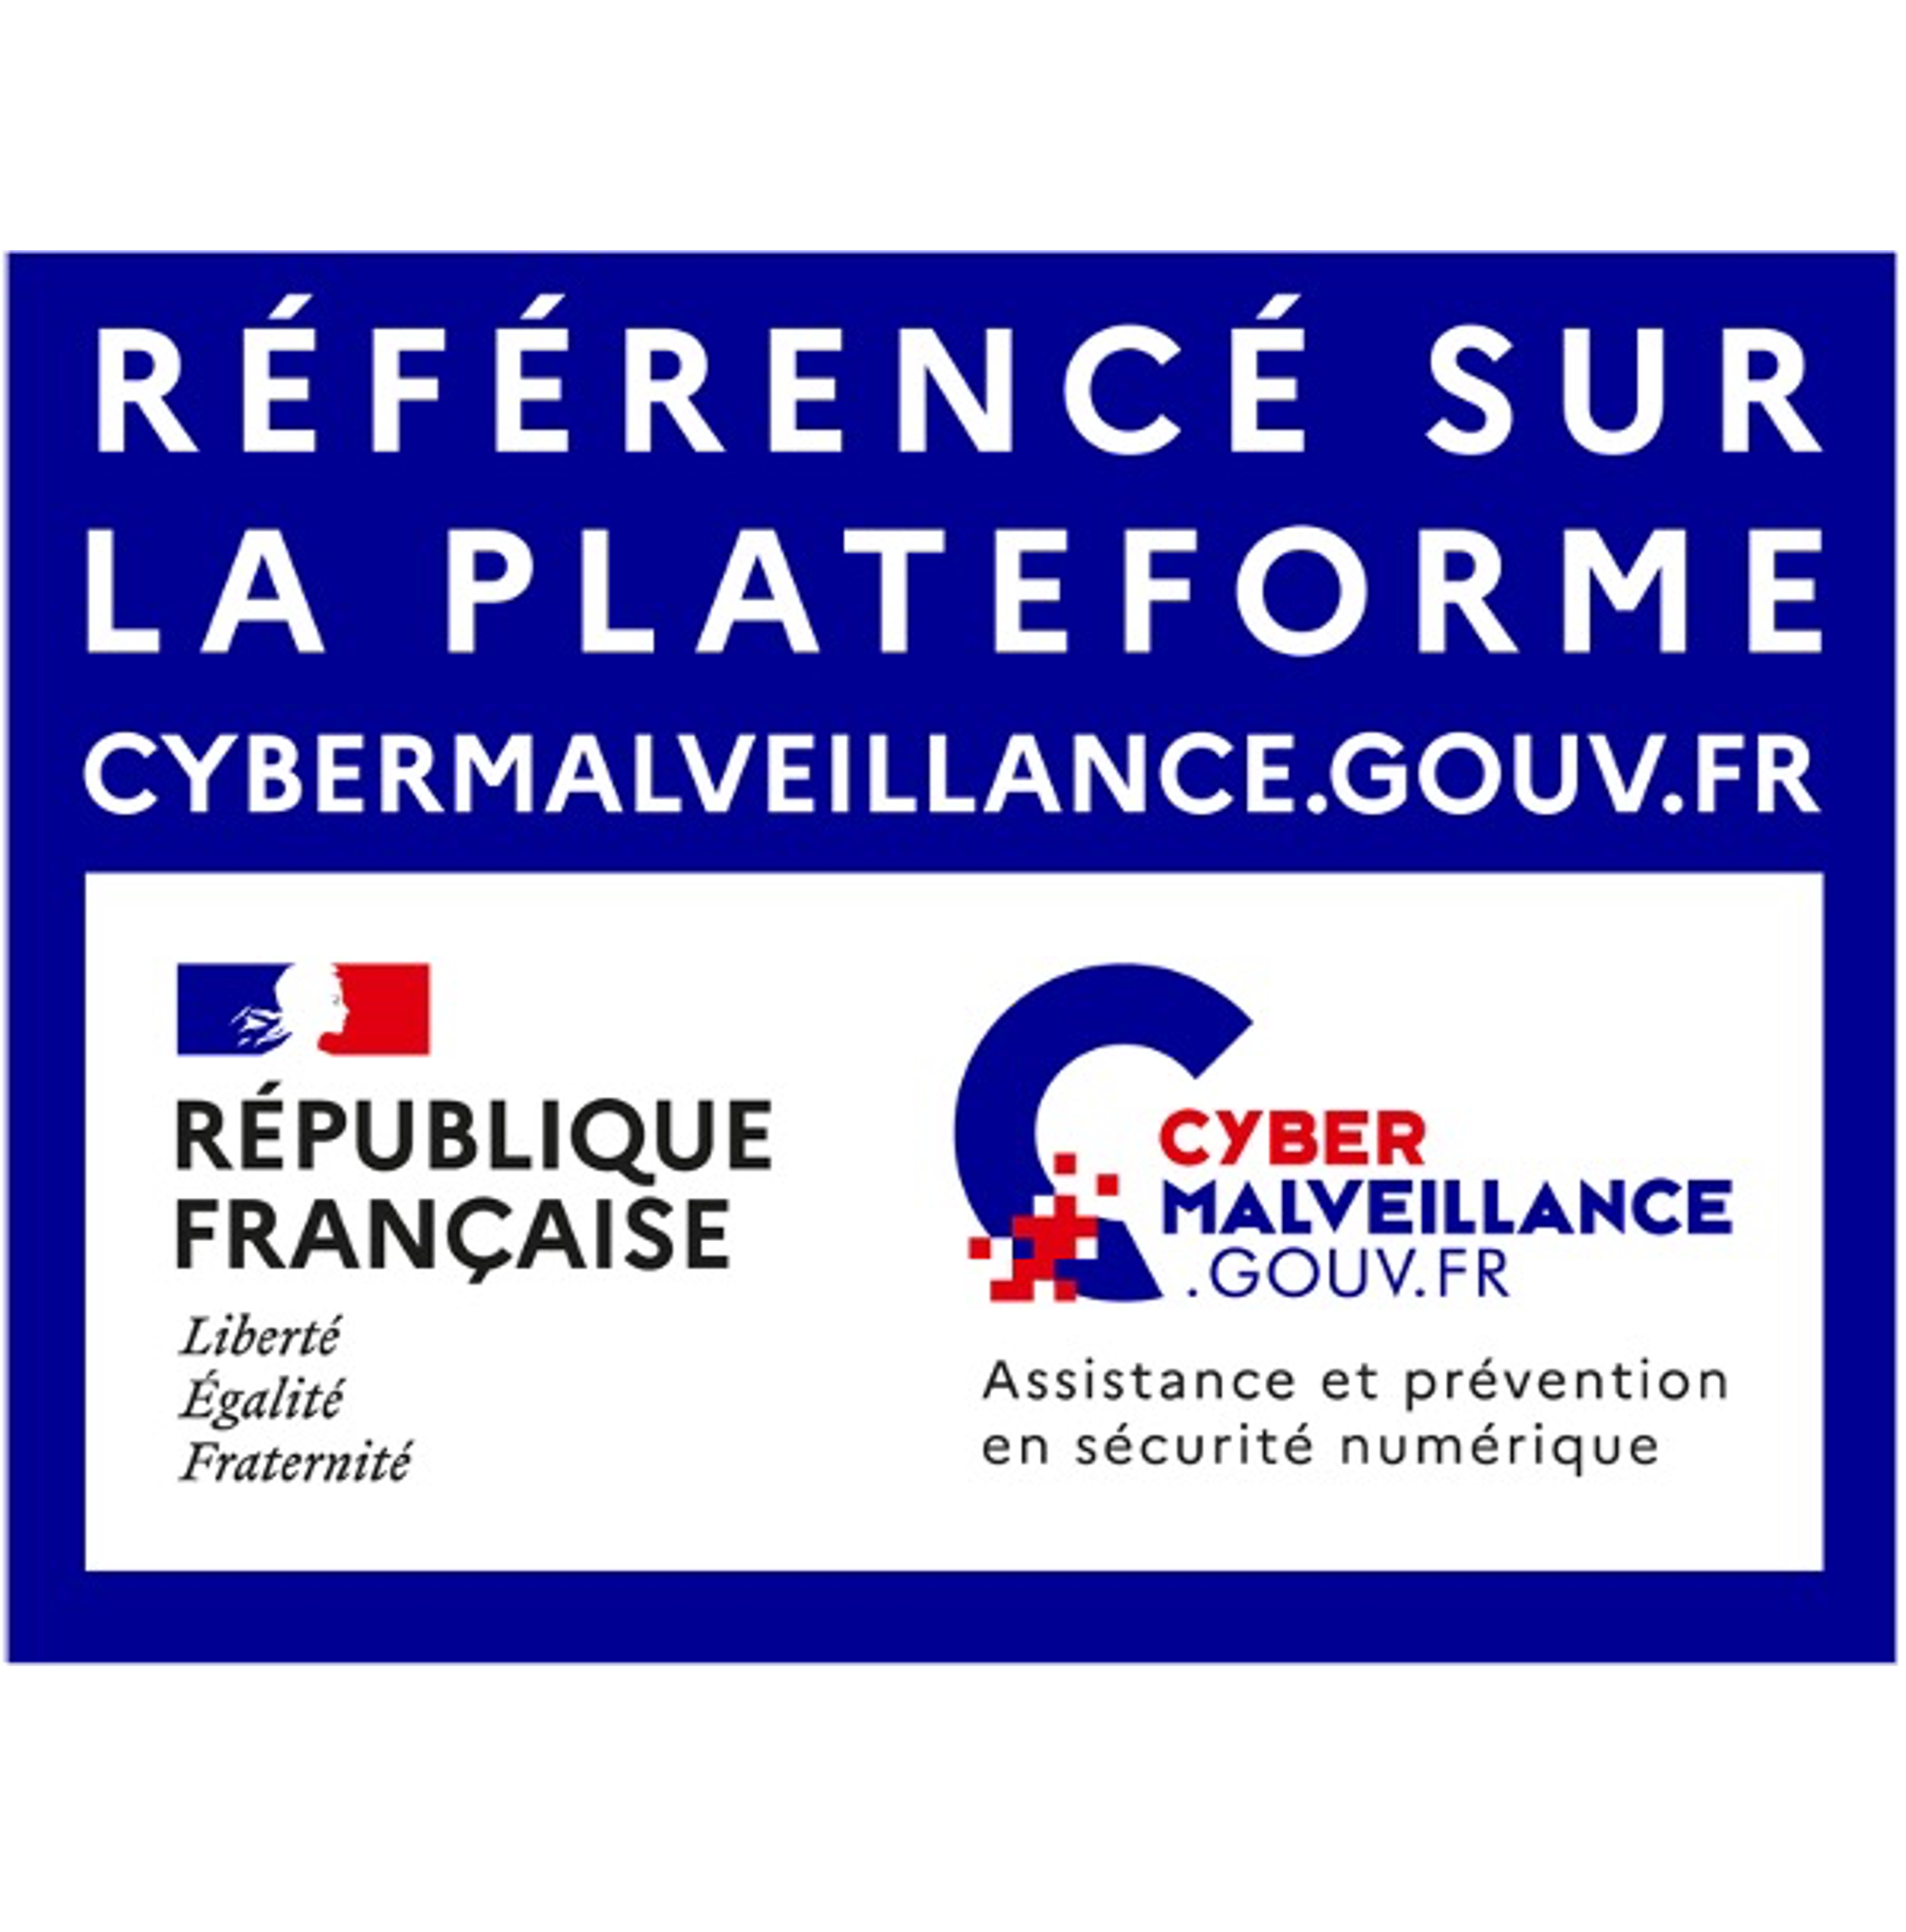 RÉFÉRENCÉ SUR
LA PLATEFORME
CYBERMALVEILLANCE.GOUV.FR
RÉPUBLIQUE
FRANÇAISE
Liberté
Égalité
Fraternité
CYBER
MALVEILLANCE
.GOUV.FR
Assistance et prévention
en sécurité numérique